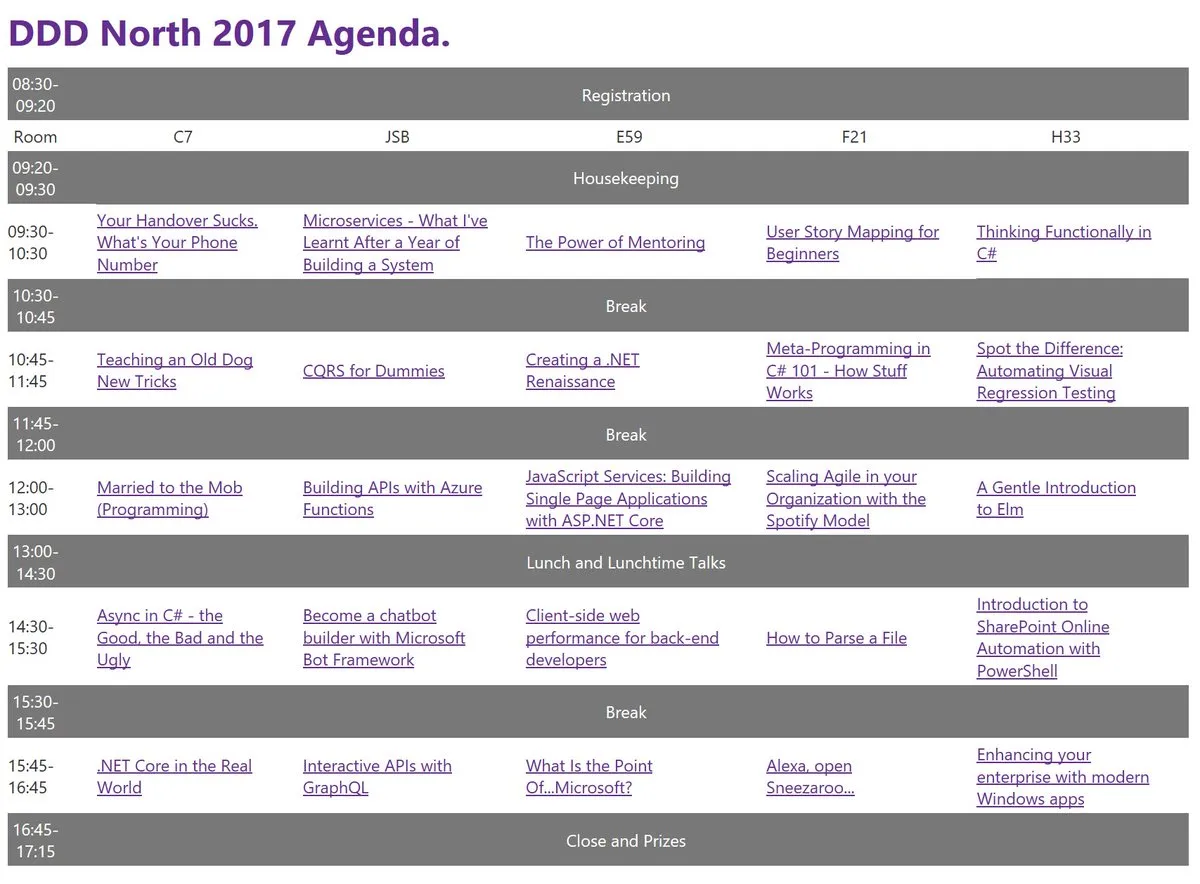 DDD North 2017 Agenda.
08:30-
09:20
Registration
Room C7 JSB E59 F21 H33
09:20-
09:30
Housekeeping
09:30-
10:30
Your Handover Sucks.
What's Your Phone
Number
Microservices - What I've
Learnt After a Year of
Building a System
The Power of Mentoring
User Story Mapping for
Beginners
Thinking Functionally in
C#
10:30-
10:45
Break
10:45-
11:45
Teaching an Old Dog
New Tricks
CQRS for Dummies
Creating a .NET
Renaissance
Meta-Programming in
C# 101 - How Stuff
Works
Spot the Difference:
Automating Visual
Regression Testing
11:45-
12:00
Break
12:00-
13:00
Married to the Mob
(Programming)
Building APIs with Azure
Functions
JavaScript Services: Building
Single Page Applications
with ASP.NET Core
Scaling Agile in your
Organization with the
Spotify Model
A Gentle Introduction
to Elm
13:00-
14:30
Lunch and Lunchtime Talks
14:30-
15:30
Async in C# - the
Good, the Bad and the
Ugly
Become a chatbot
builder with Microsoft
Bot Framework
Client-side web
performance for back-end
developers
How to Parse a File
Introduction to
SharePoint Online
Automation with
PowerShell
15:30-
15:45
Break
15:45-
16:45
.NET Core in the Real
World
Interactive APIs with
GraphQL
What Is the Point
Of...Microsoft?
Alexa, open
Sneezaroo...
Enhancing your
enterprise with modern
Windows apps
16:45-
17:15
Close and Prizes